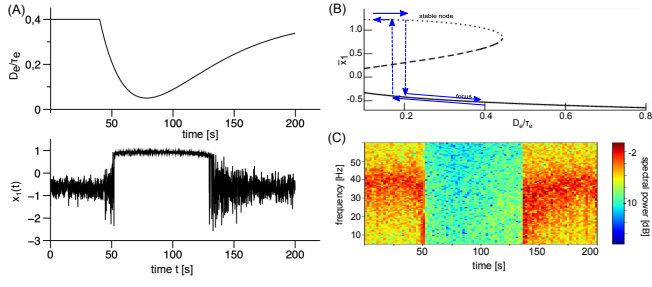 (A)
0,4
0,2
0
D_e/τ_e
50 100 150 200
time [s]
1
0
−1
−2
−3
x_1(t)
0 50 100 150 200
time t [s]
(B)
stable node
1.0
0.5
0.0
-0.5
x̄_1
focus
0.2 0.4 0.6 0.8
D_e/τ_e
(C)
60
50
40
30
20
10
frequency [Hz]
0 50 100 150 200
time [s]
-2
10
spectral power [dB]